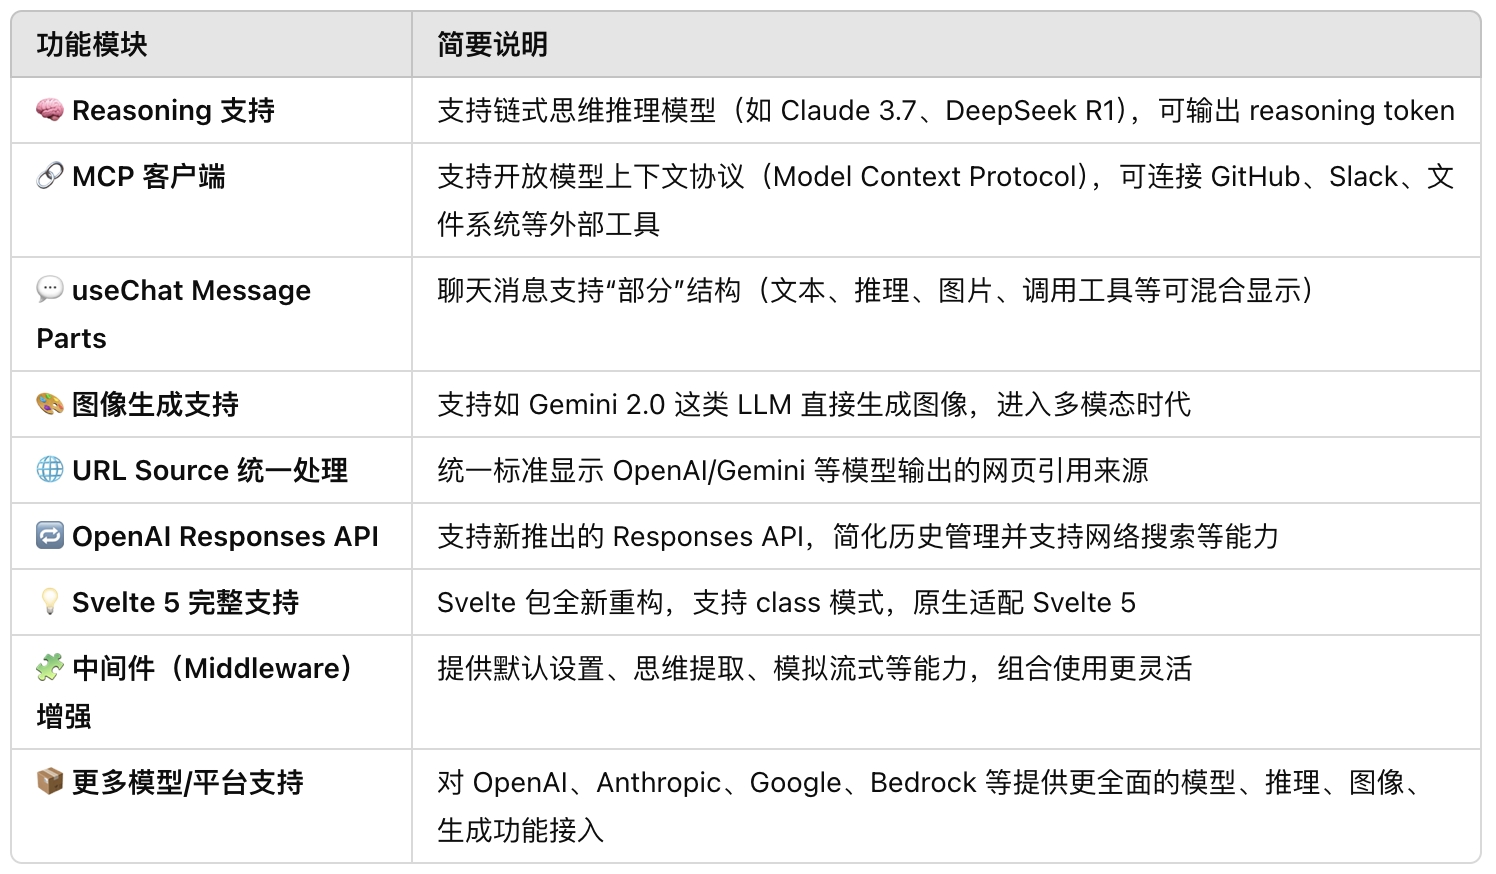 功能模块
简要说明
🧠 Reasoning 支持
支持链式思维推理模型（如 Claude 3.7、DeepSeek R1），可输出 reasoning token
🔗 MCP 客户端
支持开放模型上下文协议（Model Context Protocol），可连接 GitHub、Slack、文
件系统等外部工具
💬 useChat Message
Parts
聊天消息支持“部分”结构（文本、推理、图片、调用工具等可混合显示）
🎨 图像生成支持
支持如 Gemini 2.0 这类 LLM 直接生成图像，进入多模态时代
🌐 URL Source 统一处理
统一标准显示 OpenAI/Gemini 等模型输出的网页引用来源
🔁 OpenAI Responses API
支持新推出的 Responses API，简化历史管理并支持网络搜索等能力
💡 Svelte 5 完整支持
Svelte 包全新重构，支持 class 模式，原生适配 Svelte 5
🧩 中间件（Middleware）
增强
提供默认设置、思维提取、模拟流式等能力，组合使用更灵活
📦 更多模型/平台支持
对 OpenAI、Anthropic、Google、Bedrock 等提供更全面的模型、推理、图像、
生成功能接入